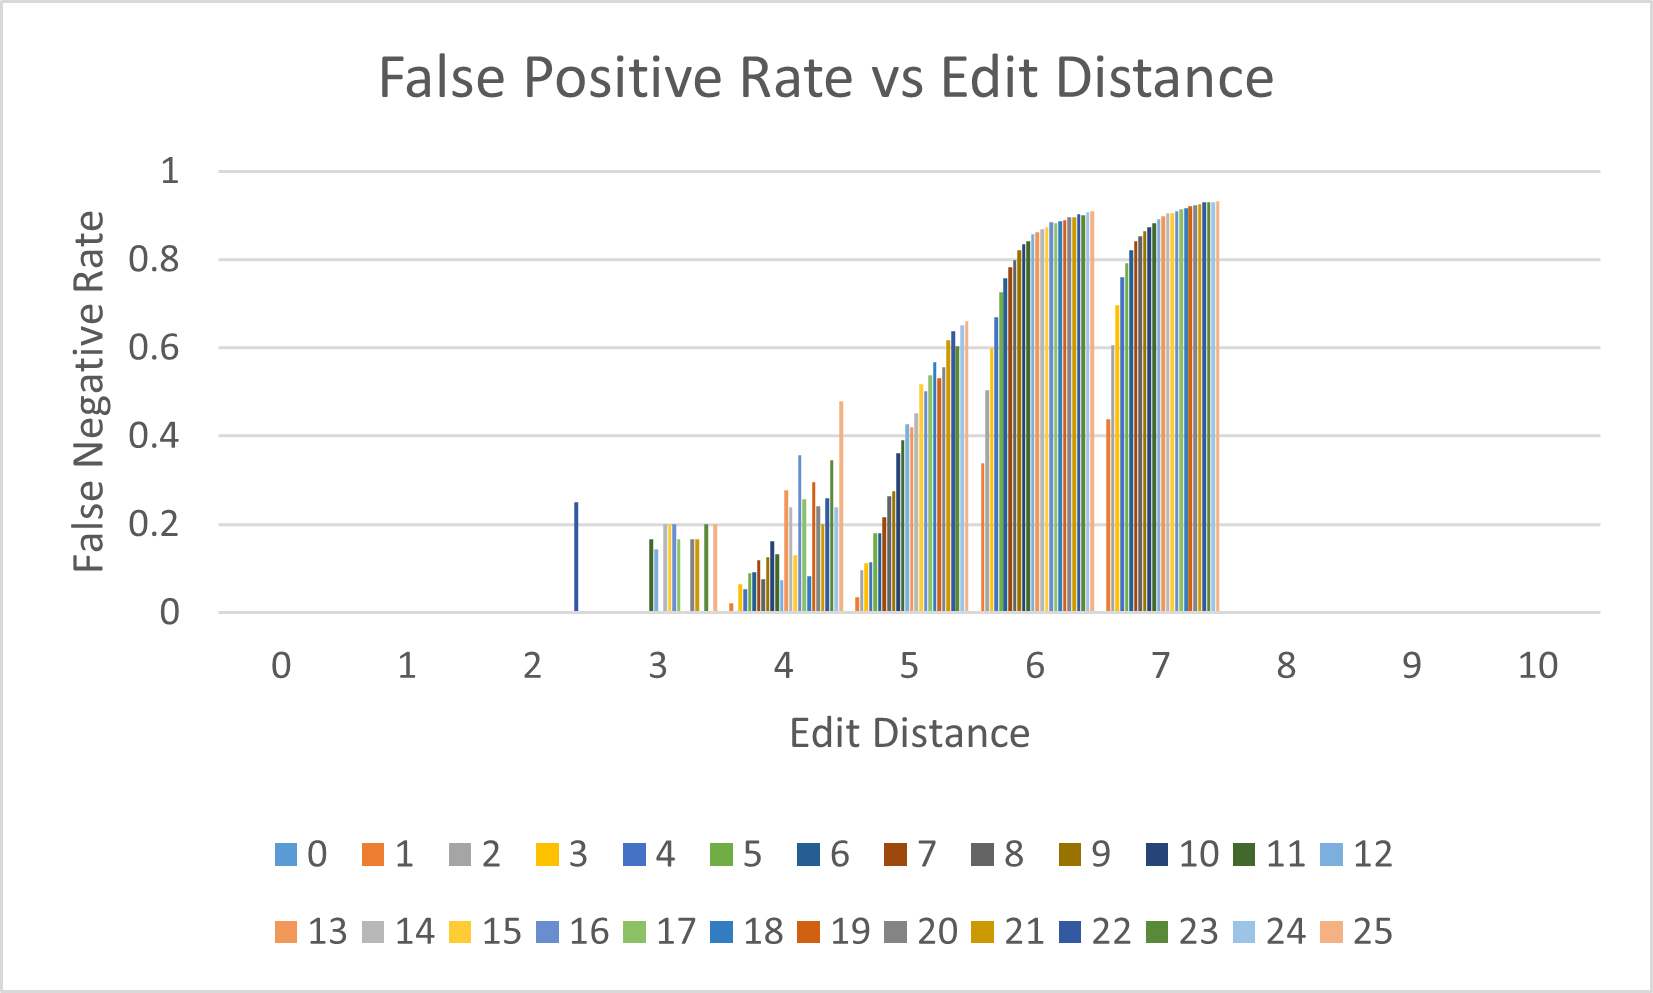 False Positive Rate vs Edit Distance
1
0.8
0.6
0.4
0.2
0
False Negative Rate
0 1 2 3 4 5 6 7 8 9 10
Edit Distance
0 1 2 3 4 5 6 7 8 9 10 11 12
13 14 15 16 17 18 19 20 21 22 23 24 25